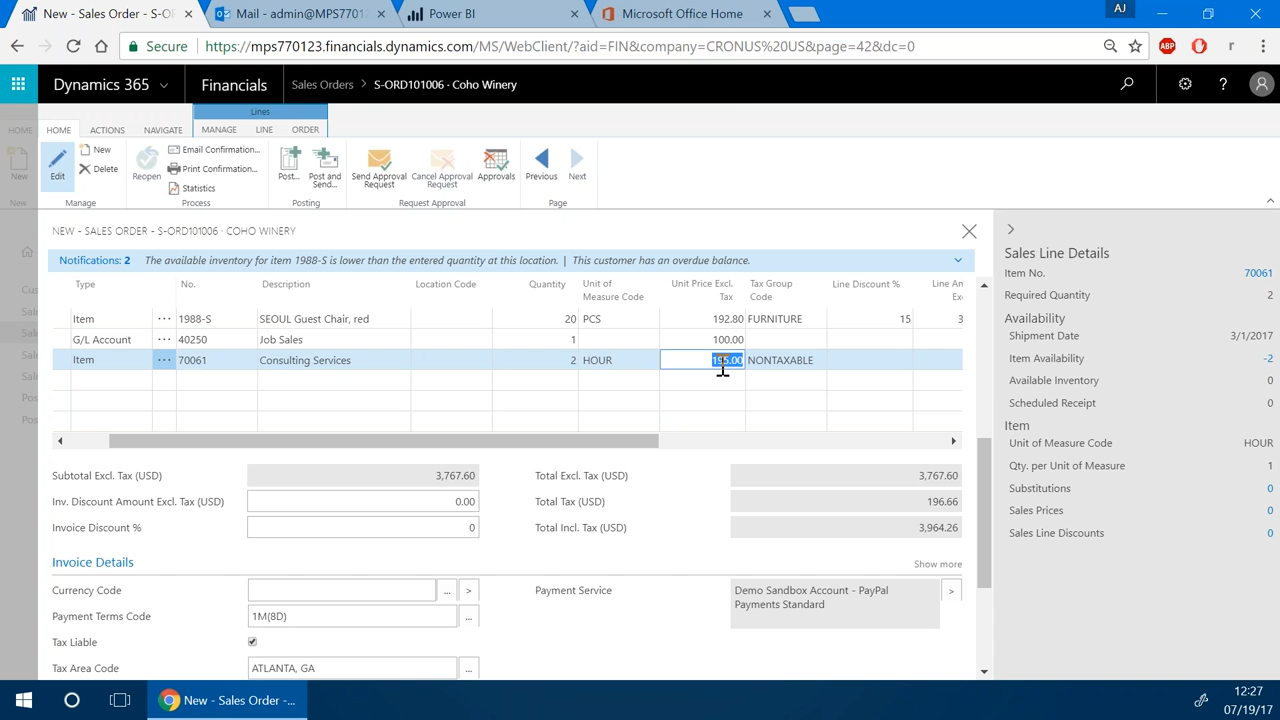 New - Sales Order - S-OF
Mail - admin@MPS7701
Power BI
Microsoft Office Home
AJ
Secure
https://mps770123.financials.dynamics.com/MS/WebClient/?aid=FIN&company=CRONUS%20US&page=42&dc=0
ABP
r
Dynamics 365
Financials
Sales Orders > S-ORD101006 · Coho Winery
?
Lines
HOME
HOME
ACTIONS
NAVIGATE
MANAGE
LINE
ORDER
New
Edit
New
Delete
Reopen
Email Confirmation...
Print Confirmation...
Statistics
Post...
Post and Send...
Send Approval Request
Cancel Approval Request
Approvals
Previous
Next
New
Manage
Process
Posting
Request Approval
Page
NEW - SALES ORDER - S-ORD101006 · COHO WINERY
Notifications: 2 The available inventory for item 1988-S is lower than the entered quantity at this location. | This customer has an overdue balance.
Type No. Description Location Code Quantity Unit of Measure Code Unit Price Excl. Tax Tax Group Code Line Discount % Line Am
Item ... 1988-S SEOUL Guest Chair, red 20 PCS 192.80 FURNITURE 15 3
G/L Account ... 40250 Job Sales 1 100.00
Item ... 70061 Consulting Services 2 HOUR NONTAXABLE
Subtotal Excl. Tax (USD) 3,767.60 Total Excl. Tax (USD) 3,767.60
Inv. Discount Amount Excl. Tax (USD) 0.00 Total Tax (USD) 196.66
Invoice Discount % 0 Total Incl. Tax (USD) 3,964.26
Invoice Details
Show more
Currency Code ... >
Payment Service Demo Sandbox Account - PayPal
Payments Standard >
Payment Terms Code 1M(8D) ...
Tax Liable
Tax Area Code ATLANTA, GA ...
Sales Line Details
Item No. 70061
Required Quantity 2
Availability
Shipment Date 3/1/2017
Item Availability -2
Available Inventory 0
Scheduled Receipt 0
Item
Unit of Measure Code HOUR
Qty. per Unit of Measure 1
Substitutions 0
Sales Prices 0
Sales Line Discounts 0
New - Sales Order -...
12:27
07/19/17